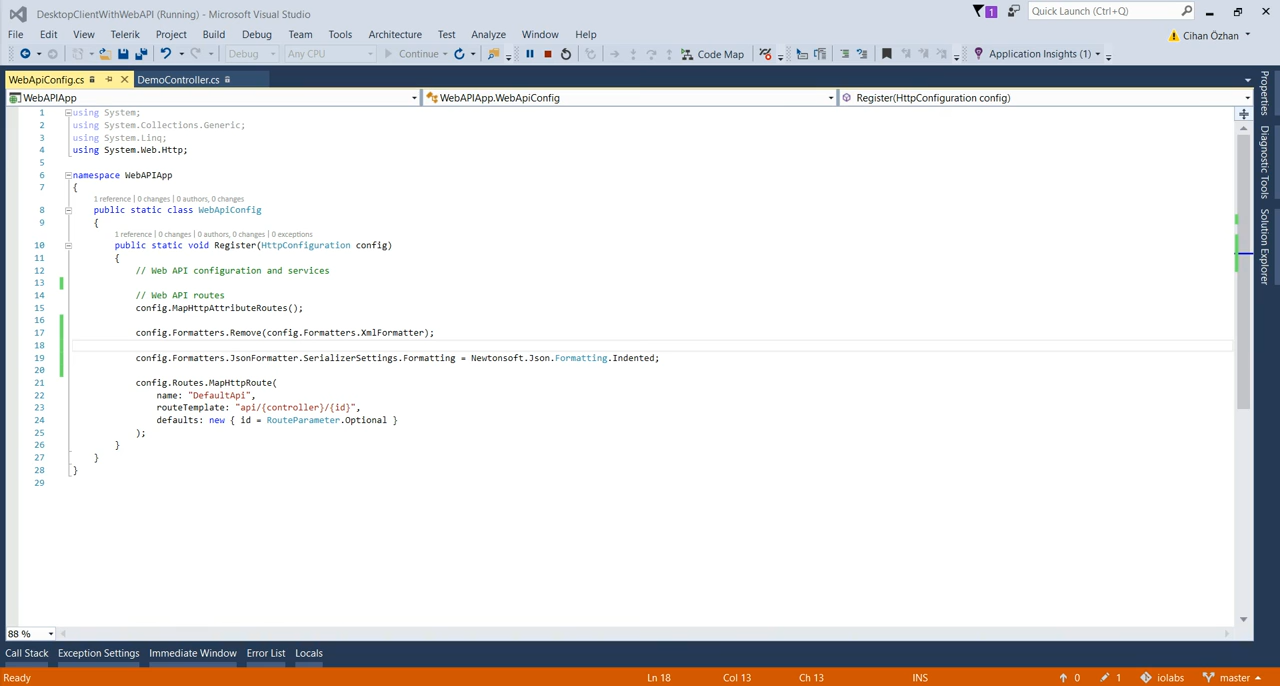 DesktopClientWithWebAPI (Running) - Microsoft Visual Studio
1
Quick Launch (Ctrl+Q)
File Edit View Telerik Project Build Debug Team Tools Architecture Test Analyze Window Help
Cihan Özhan
Debug Any CPU Continue Code Map Application Insights (1)
WebApiConfig.cs DemoController.cs
WebAPIApp WebAPIApp.WebApiConfig Register(HttpConfiguration config)
1 using System;
2 using System.Collections.Generic;
3 using System.Linq;
4 using System.Web.Http;
5
6 namespace WebAPIApp
7 {
1 reference | 0 changes | 0 authors, 0 changes
8 public static class WebApiConfig
9 {
1 reference | 0 changes | 0 authors, 0 changes | 0 exceptions
10 public static void Register(HttpConfiguration config)
11 {
12 // Web API configuration and services
13
14 // Web API routes
15 config.MapHttpAttributeRoutes();
16
17 config.Formatters.Remove(config.Formatters.XmlFormatter);
18
19 config.Formatters.JsonFormatter.SerializerSettings.Formatting = Newtonsoft.Json.Formatting.Indented;
20
21 config.Routes.MapHttpRoute(
22 name: "DefaultApi",
23 routeTemplate: "api/{controller}/{id}",
24 defaults: new { id = RouteParameter.Optional }
25 );
26 }
27 }
28 }
29
Properties
Diagnostic Tools
Solution Explorer
88 %
Call Stack Exception Settings Immediate Window Error List Locals
Ready Ln 18 Col 13 Ch 13 INS 0 1 iolabs master